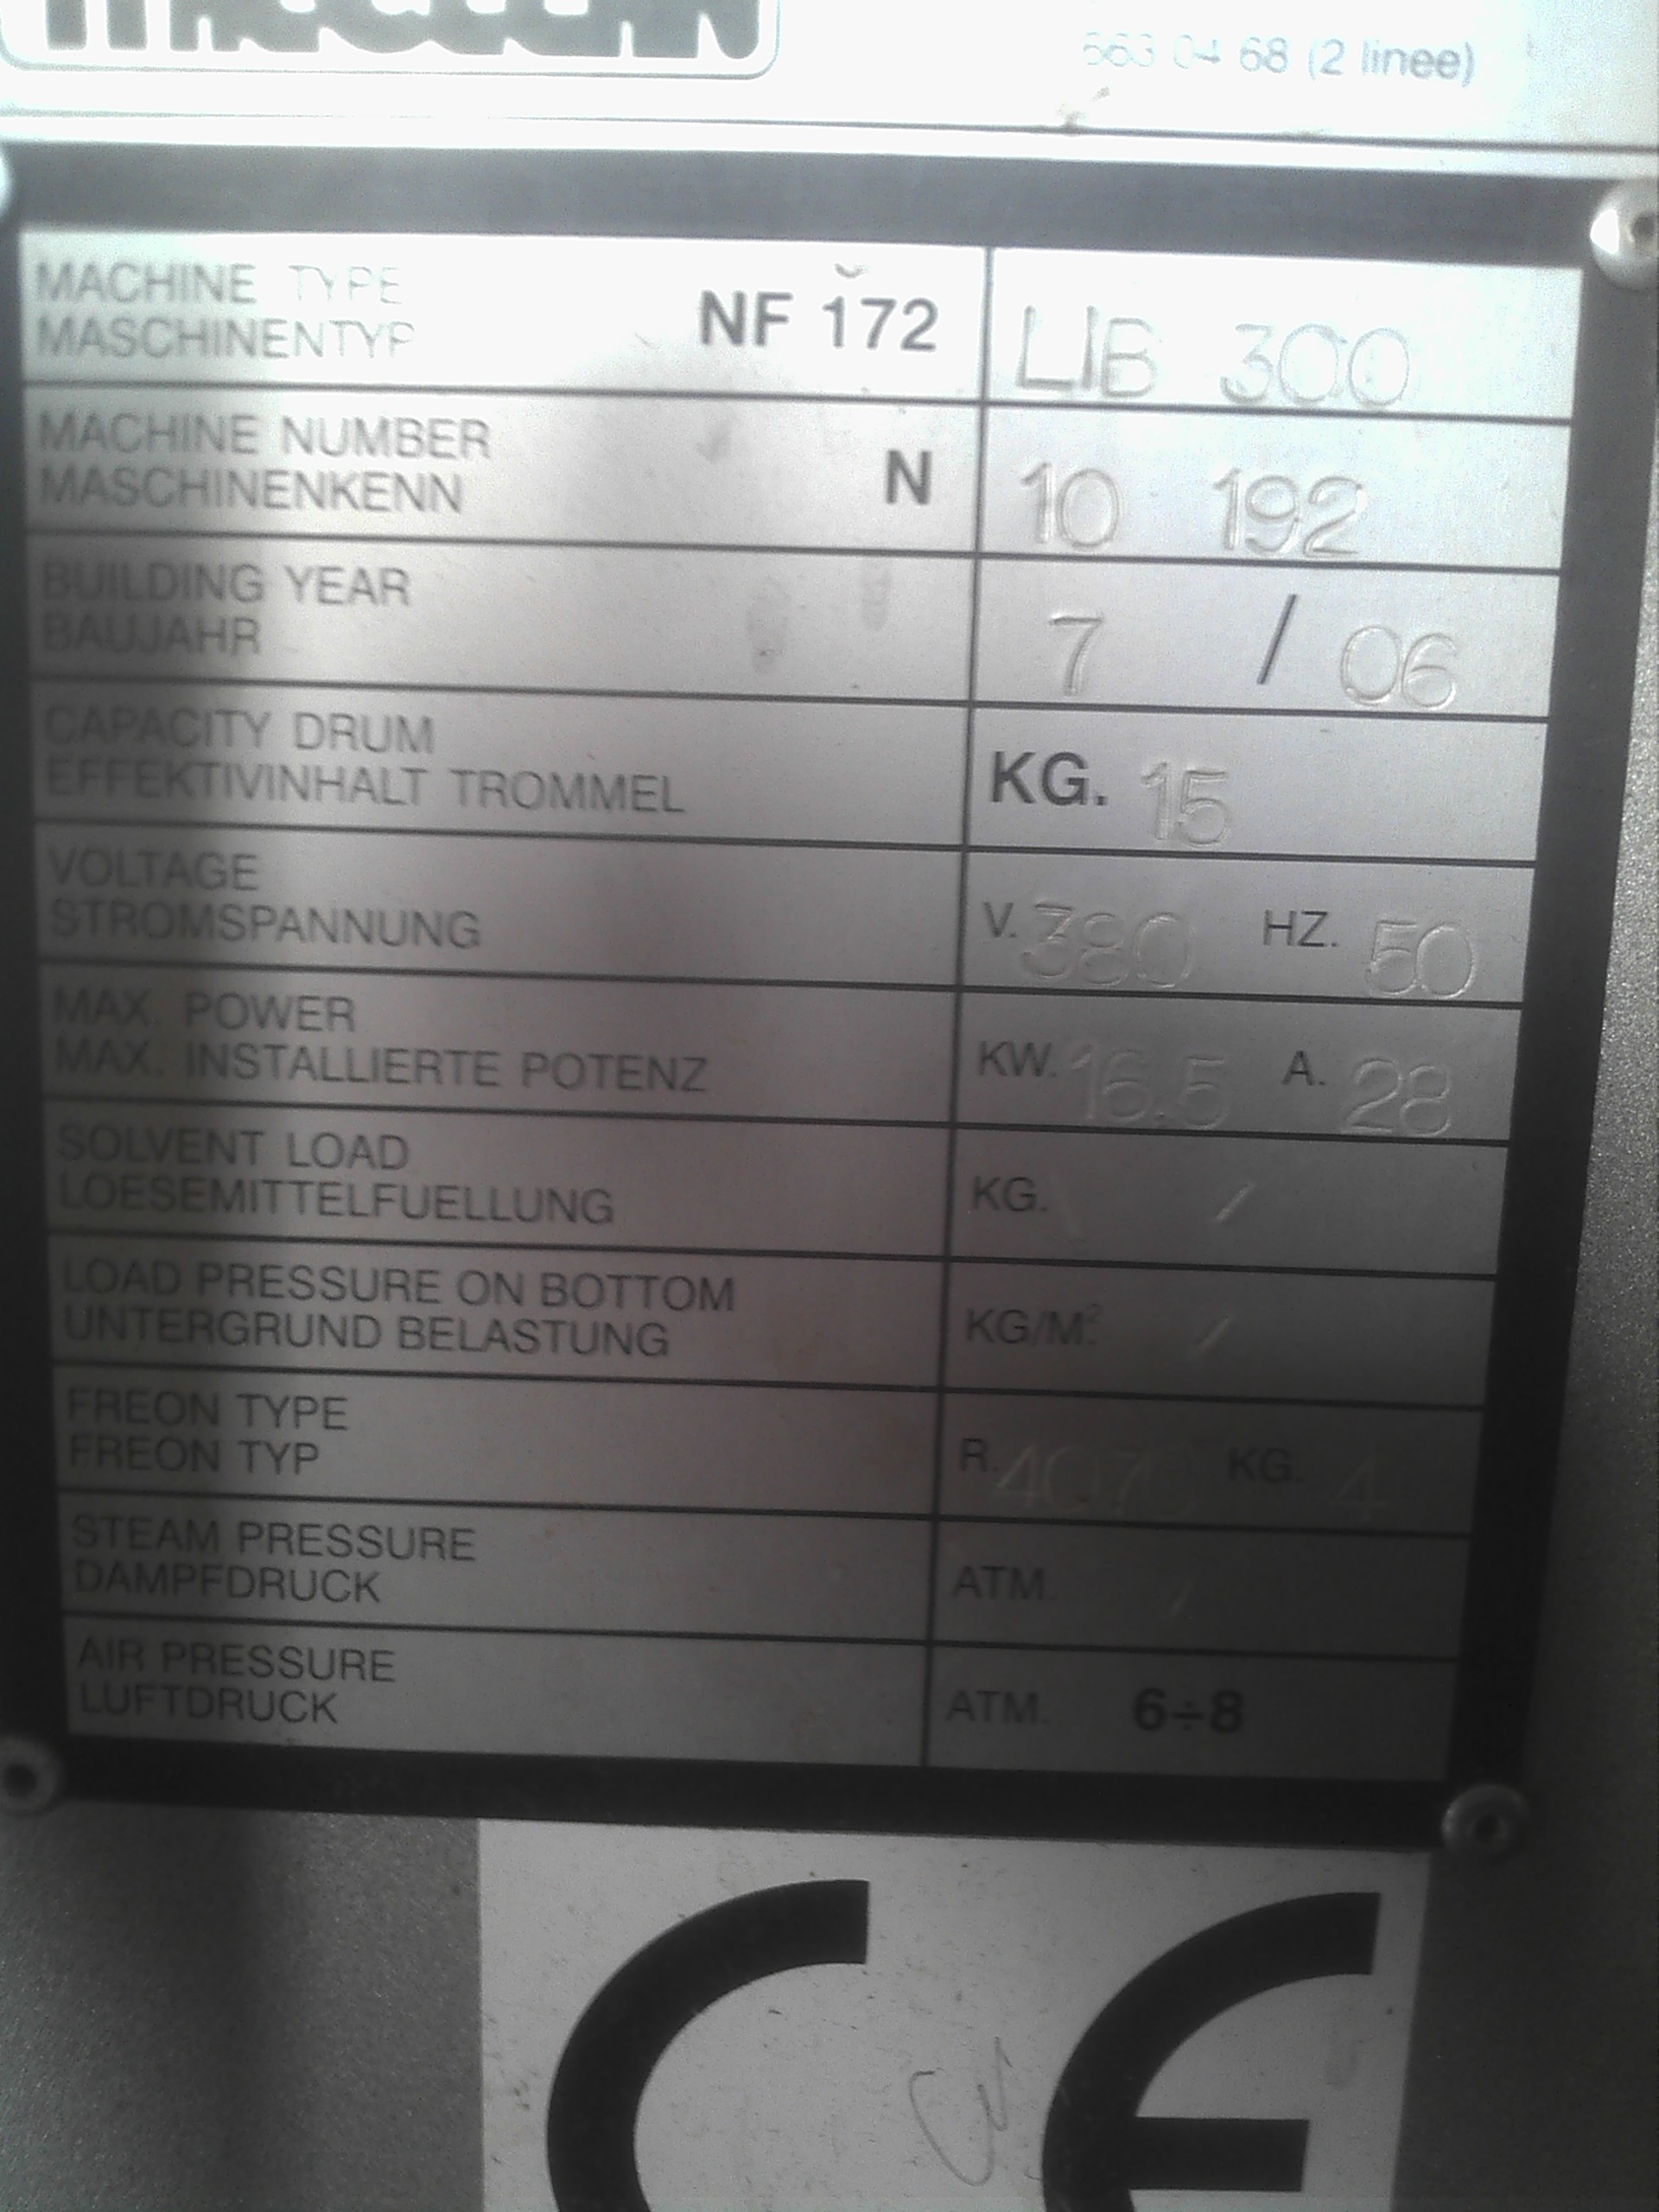 68 (2 linee)
MACHINE TYPE
MASCHINENTYP
NF 172
LIB 300
MACHINE NUMBER
MASCHINENKENN
N
10 192
BUILDING YEAR
BAUJAHR
7 / 06
CAPACITY DRUM
EFFEKTIVINHALT TROMMEL
KG. 15
VOLTAGE
STROMSPANNUNG
V. 380 HZ. 50
MAX. POWER
MAX. INSTALLIERTE POTENZ
KW. 16.5 A. 28
SOLVENT LOAD
LOESEMITTELFUELLUNG
KG. /
LOAD PRESSURE ON BOTTOM
UNTERGRUND BELASTUNG
KG/M². /
FREON TYPE
FREON TYP
R. 407C KG. 4
STEAM PRESSURE
DAMPFDRUCK
ATM. /
AIR PRESSURE
LUFTDRUCK
ATM. 6÷8
CE